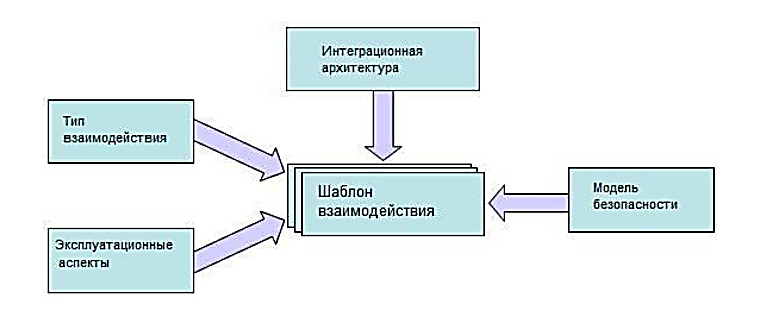 Интеграционная
архитектура
Тип
взаимодействия
Шаблон
взаимодействия
Модель
безопасности
Эксплуатационные
аспекты